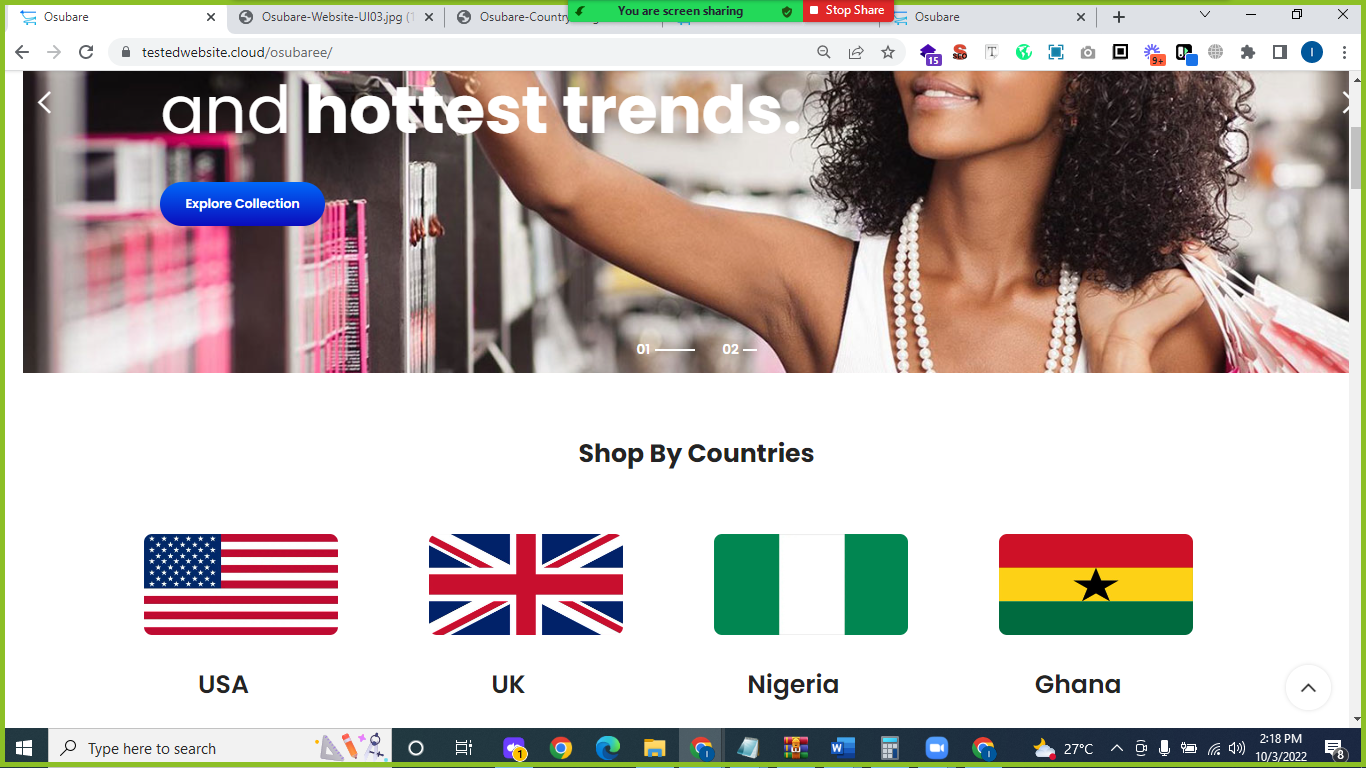 Osubare
Osubare-Website-UI03.jpg (1
Osubare-Country
You are screen sharing
Stop Share
Osubare
testedwebsite.cloud/osubaree/
15
SEO
T
9+
I
and hottest trends.
Explore Collection
01
02
Shop By Countries
USA
UK
Nigeria
Ghana
Type here to search
1
I
W
I
27°C
2:18 PM
10/3/2022
8